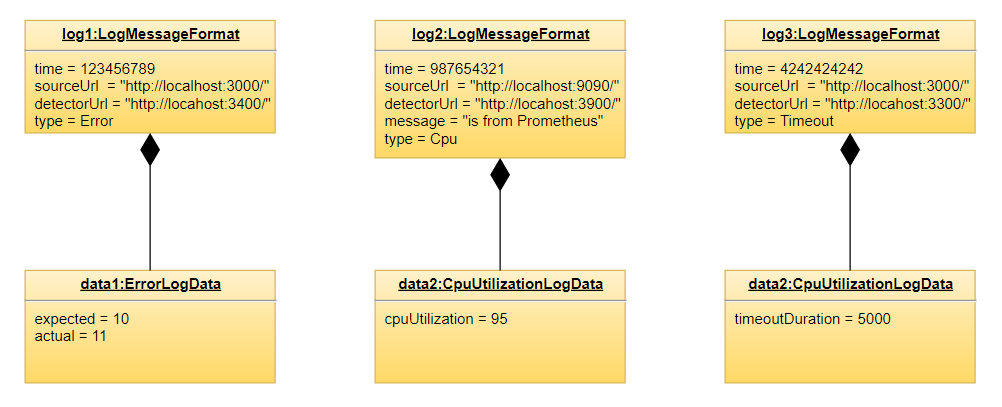 log1:LogMessageFormat
time = 123456789
sourceUrl  = "http://localhost:3000/"
detectorUrl = "http://locahost:3400/"
type = Error
data1:ErrorLogData
expected = 10
actual = 11
log2:LogMessageFormat
time = 987654321
sourceUrl  = "http://localhost:9090/"
detectorUrl = "http://locahost:3900/"
message = "is from Prometheus"
type = Cpu
data2:CpuUtilizationLogData
cpuUtilization = 95
log3:LogMessageFormat
time = 4242424242
sourceUrl  = "http://localhost:3000/"
detectorUrl = "http://locahost:3300/"
type = Timeout
data2:CpuUtilizationLogData
timeoutDuration = 5000